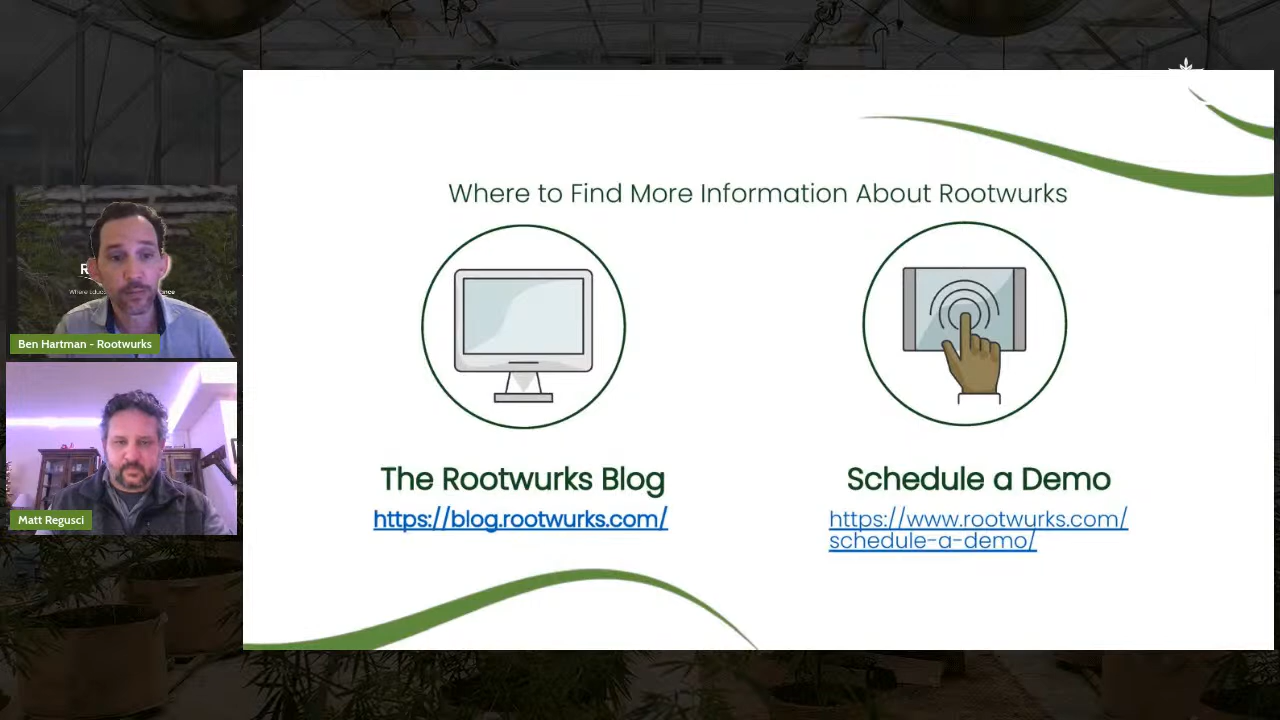 Where to Find More Information About Rootwurks
Ben Hartman - Rootwurks
Matt Regusci
The Rootwurks Blog
https://blog.rootwurks.com/
Schedule a Demo
https://www.rootwurks.com/
schedule-a-demo/